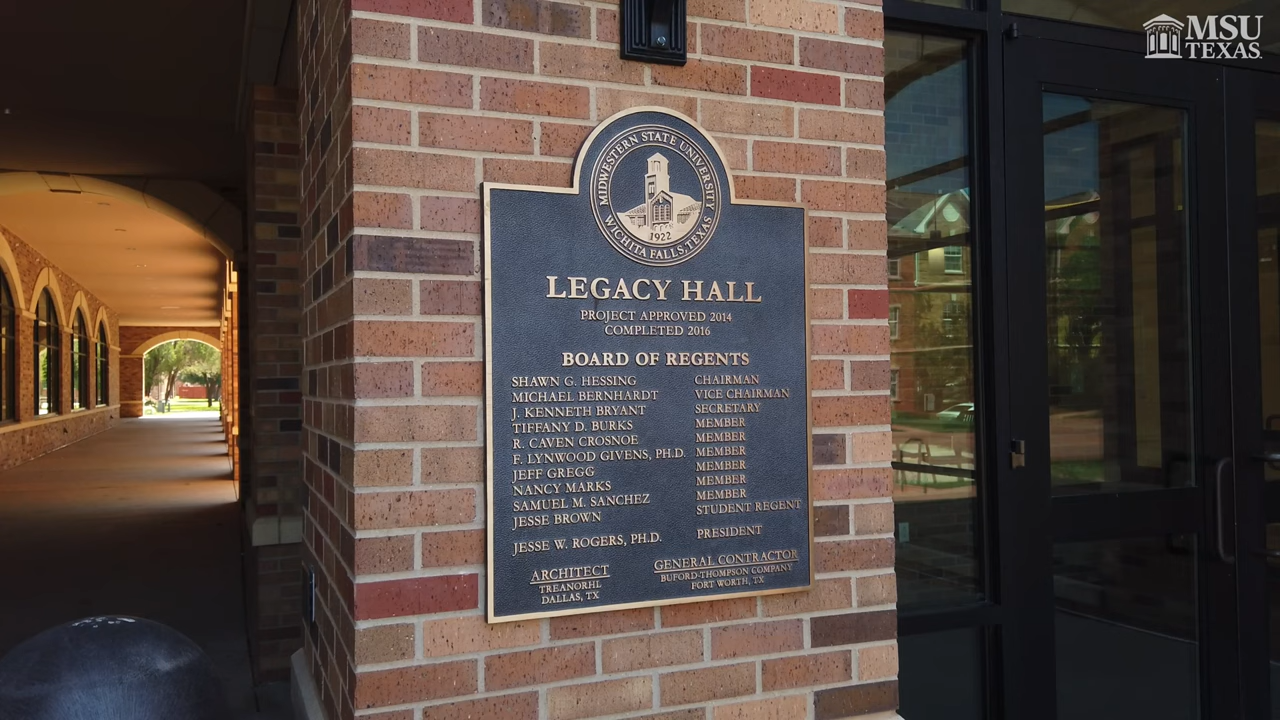 MSU
TEXAS
MIDWESTERN STATE UNIVERSITY
1922
WICHITA FALLS, TEXAS
LEGACY HALL
PROJECT APPROVED 2014
COMPLETED 2016
BOARD OF REGENTS
SHAWN G. HESSING CHAIRMAN
MICHAEL BERNHARDT VICE CHAIRMAN
J. KENNETH BRYANT SECRETARY
TIFFANY D. BURKS MEMBER
R. CAVEN CROSNOE MEMBER
F. LYNWOOD GIVENS, PH.D. MEMBER
JEFF GREGG MEMBER
NANCY MARKS MEMBER
SAMUEL M. SANCHEZ MEMBER
JESSE BROWN STUDENT REGENT
JESSE W. ROGERS, PH.D. PRESIDENT
ARCHITECT
TREANORHL
DALLAS, TX
GENERAL CONTRACTOR
BUFORD-THOMPSON COMPANY
FORT WORTH, TX